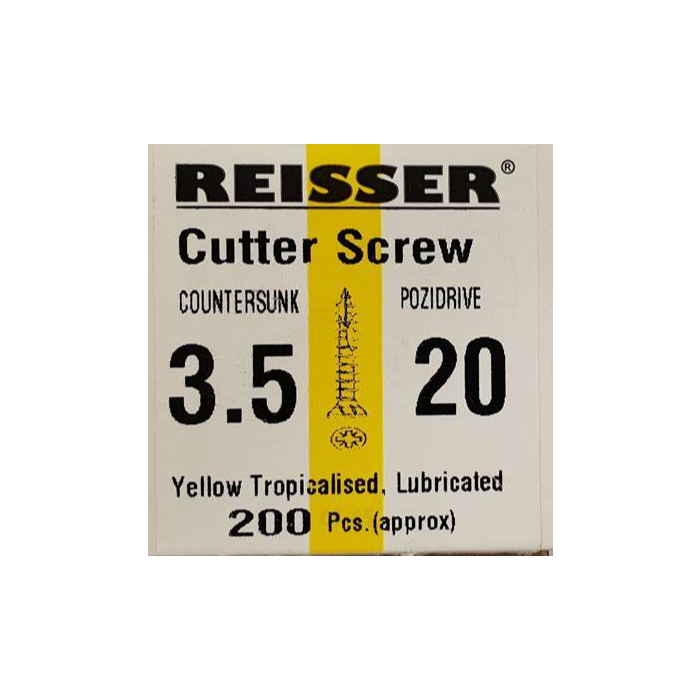 REISSER®
Cutter Screw
COUNTERSUNK POZIDRIVE
3.5 20
Yellow Tropicalised, Lubricated
200 Pcs.(approx)